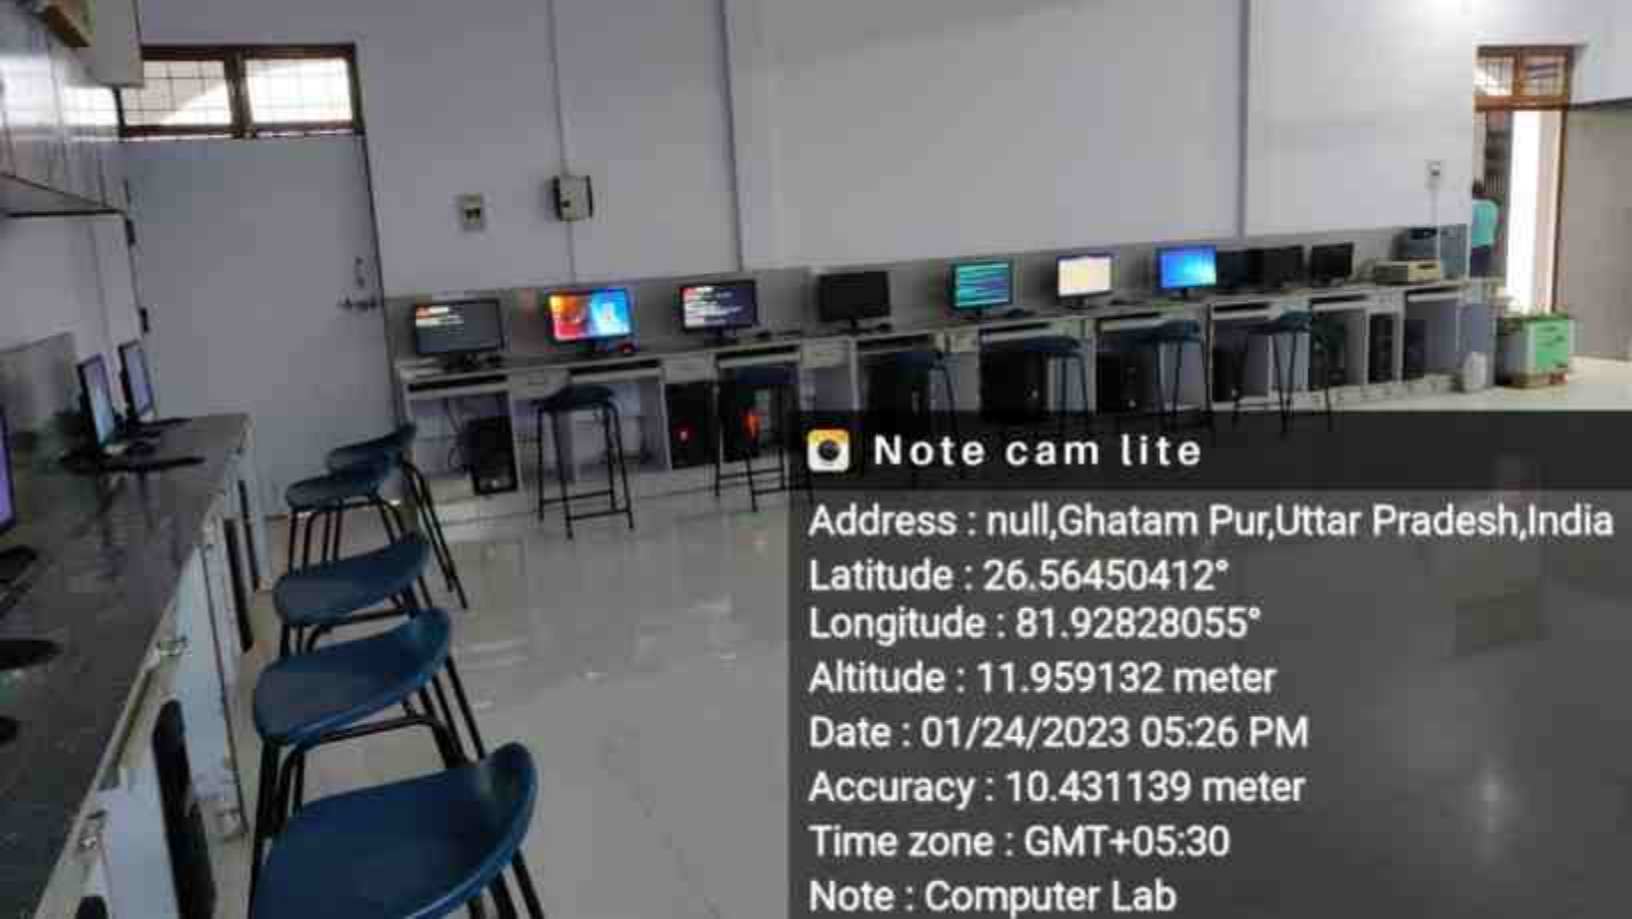 Note cam lite
Address : null,Ghatam Pur,Uttar Pradesh,India
Latitude : 26.56450412°
Longitude : 81.92828055°
Altitude : 11.959132 meter
Date : 01/24/2023 05:26 PM
Accuracy : 10.431139 meter
Time zone : GMT+05:30
Note : Computer Lab